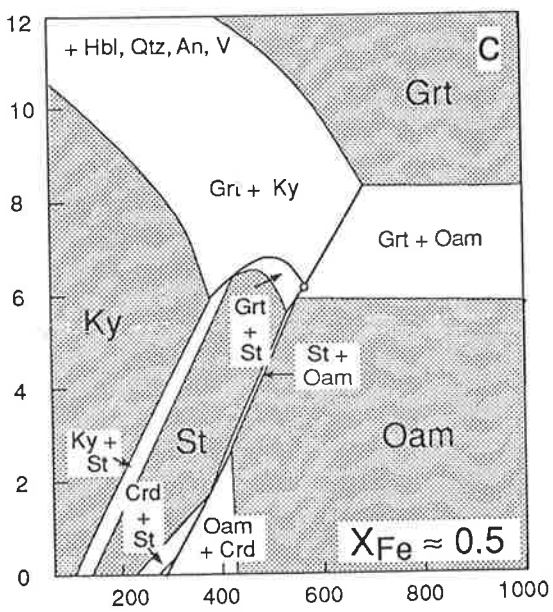 12
+ Hbl, Qtz, An, V
C
Grt
10
Grt + Ky
8
Grt + Oam
6
Ky
Grt
+
St
St +
Oam
4
Ky +
St
St
Oam
2
Crd
+
St
Oam
+ Crd
XFe ≈ 0.5
0
200
400
600
800
1000